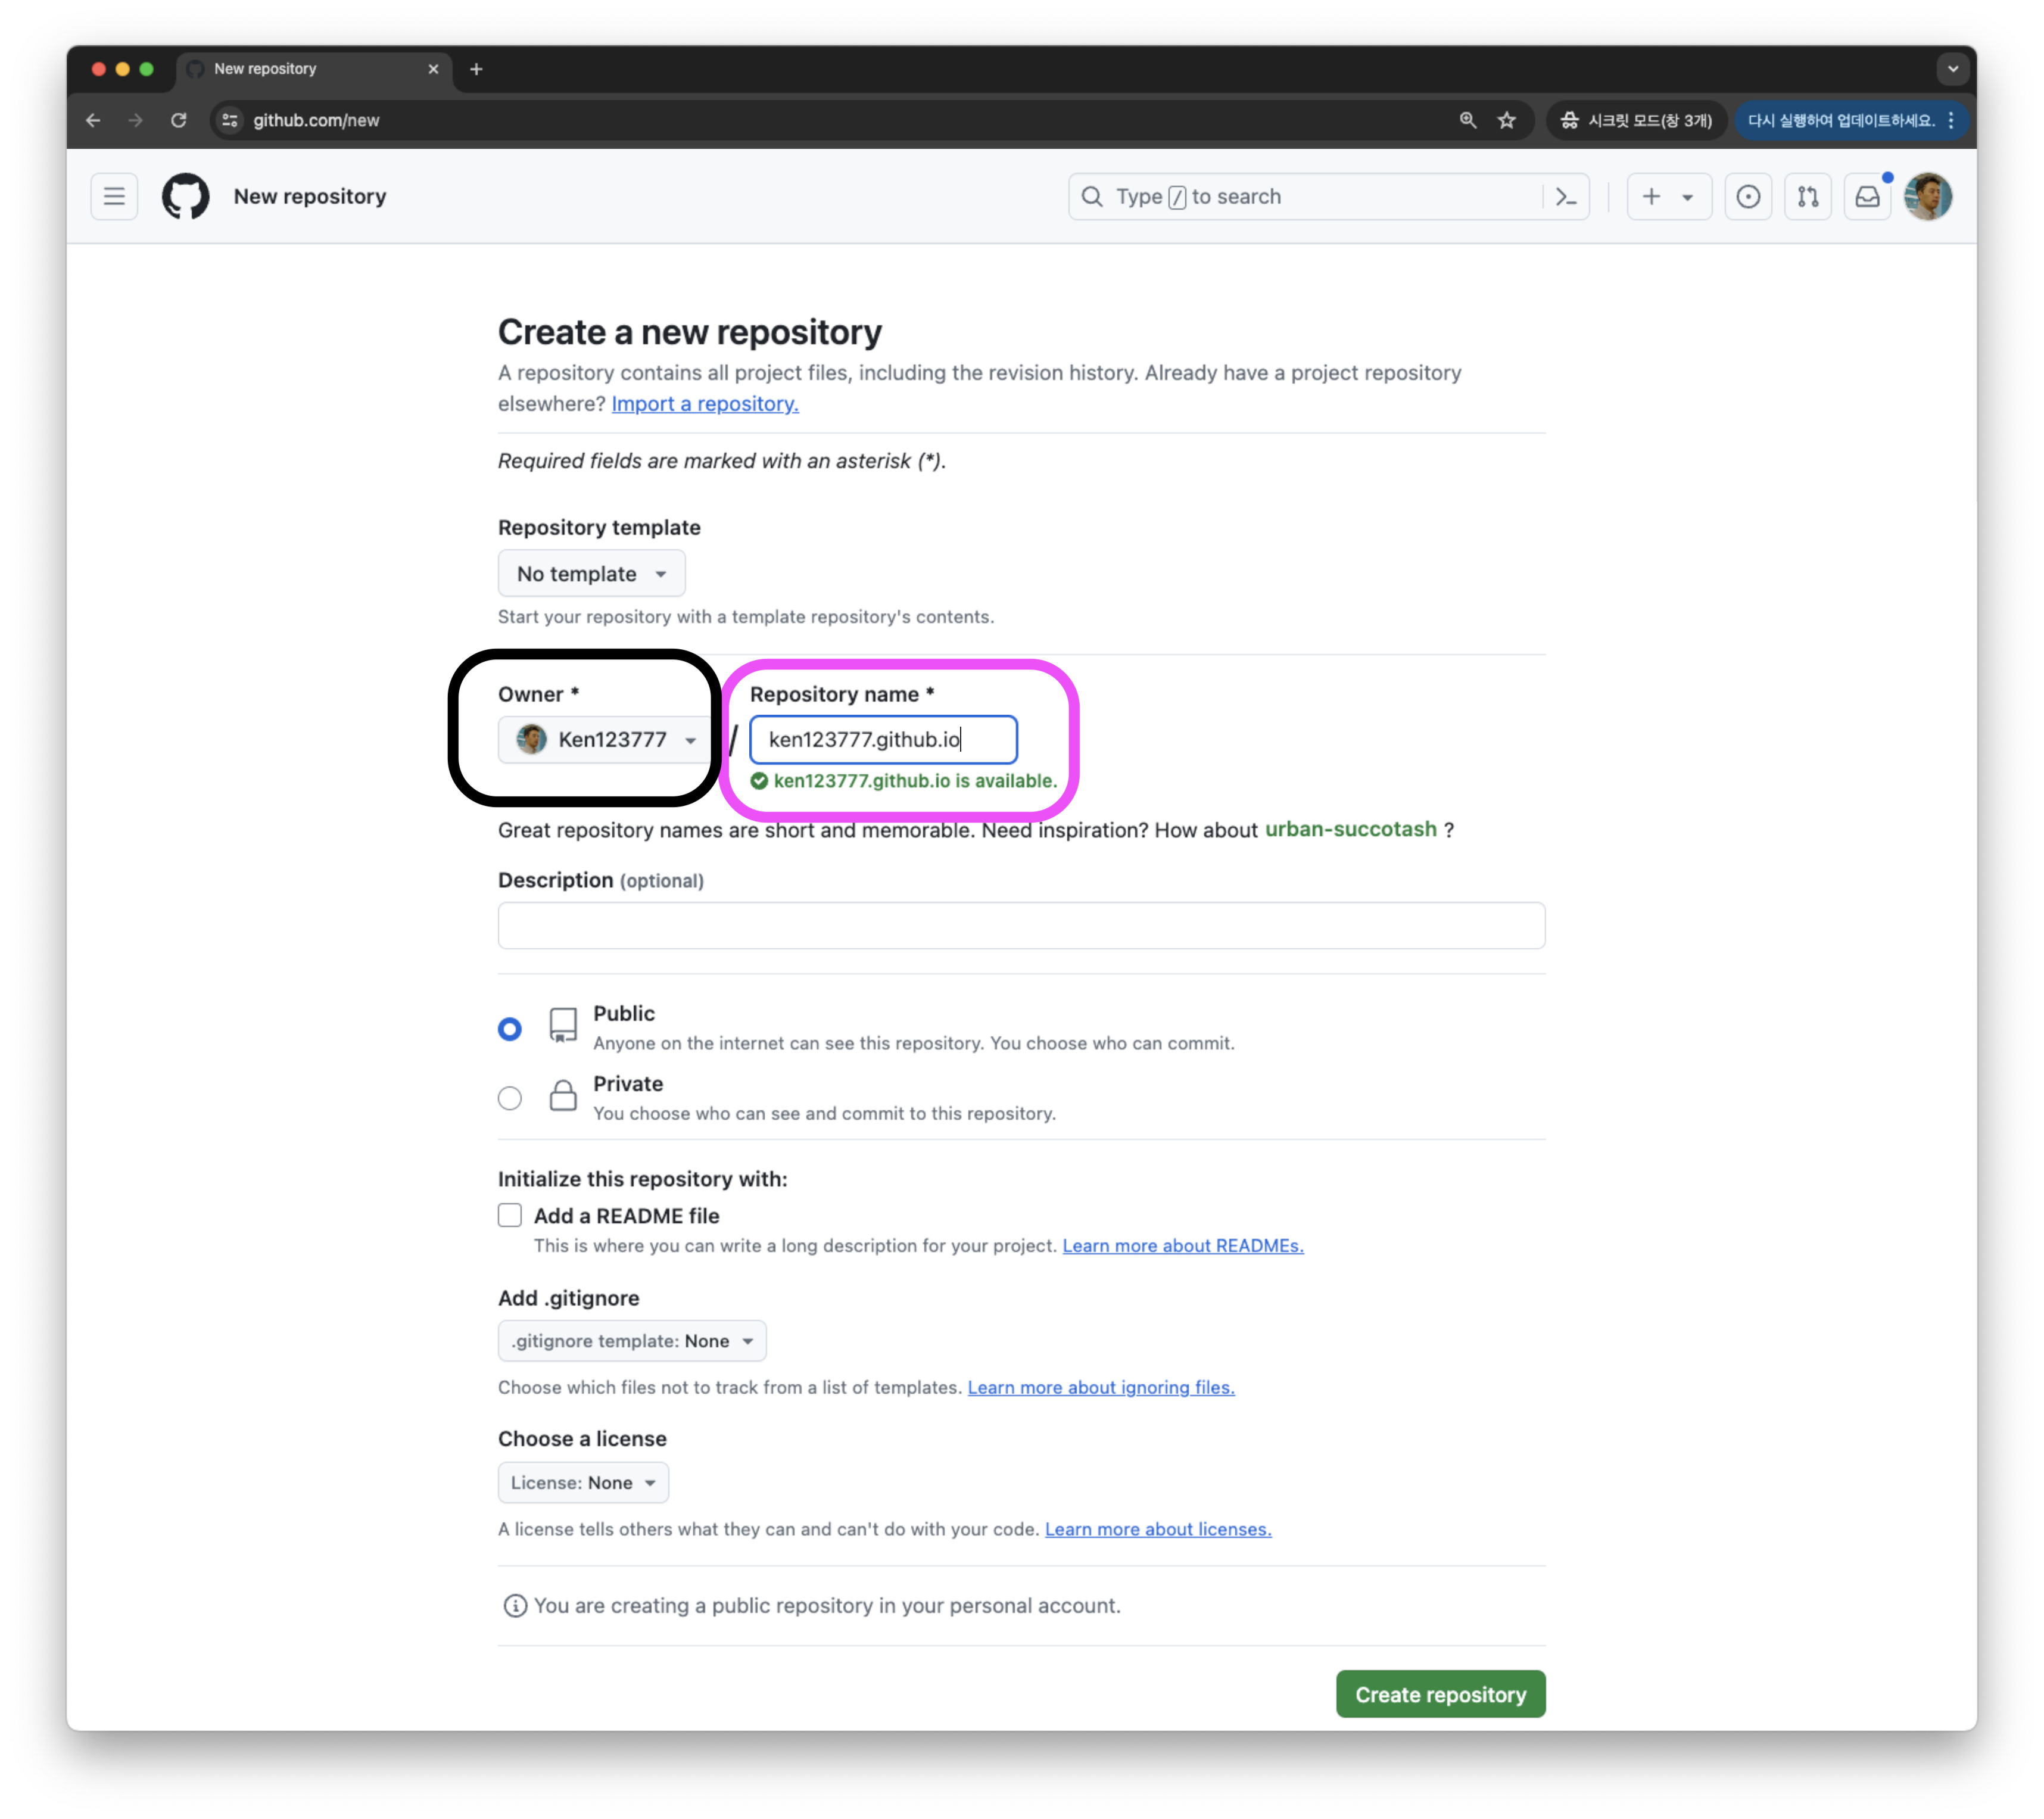 New repository
github.com/new
시크릿 모드(창 3개)
다시 실행하여 업데이트하세요.
New repository
Type / to search
Create a new repository
A repository contains all project files, including the revision history. Already have a project repository
elsewhere? Import a repository.
Required fields are marked with an asterisk (*).
Repository template
No template
Start your repository with a template repository's contents.
Owner *
Repository name *
Ken123777
/
ken123777.github.io
ken123777.github.io is available.
Great repository names are short and memorable. Need inspiration? How about urban-succotash ?
Description (optional)
Public
Anyone on the internet can see this repository. You choose who can commit.
Private
You choose who can see and commit to this repository.
Initialize this repository with:
Add a README file
This is where you can write a long description for your project. Learn more about READMEs.
Add .gitignore
.gitignore template: None
Choose which files not to track from a list of templates. Learn more about ignoring files.
Choose a license
License: None
A license tells others what they can and can't do with your code. Learn more about licenses.
You are creating a public repository in your personal account.
Create repository